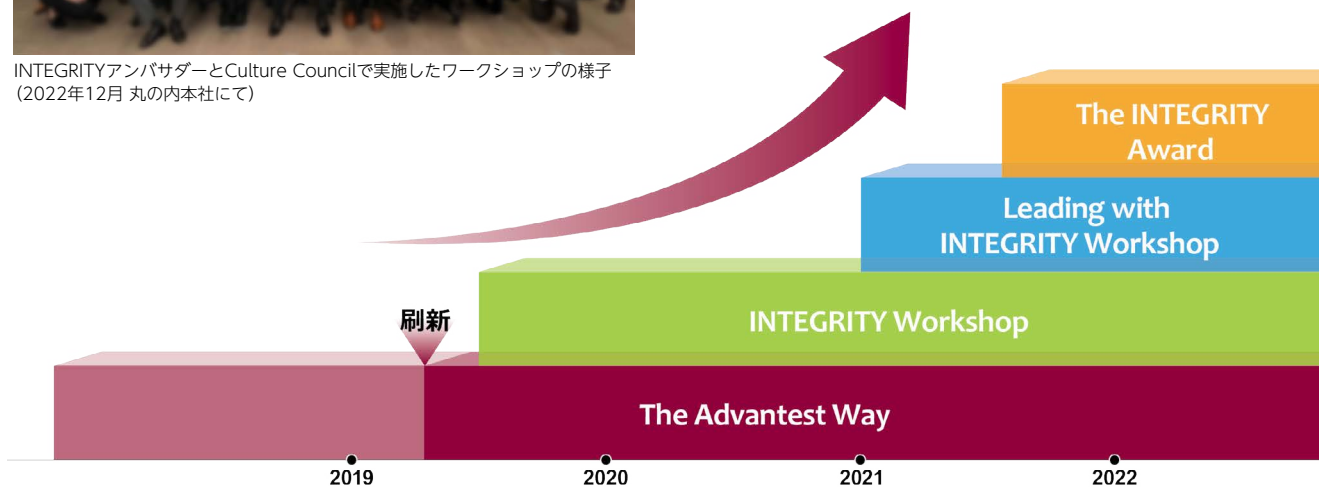 INTEGRITYアンバサダーとCulture Councilで実施したワークショップの様子
（2022年12月 丸の内本社にて）
The INTEGRITY
Award
Leading with
INTEGRITY Workshop
刷新
INTEGRITY Workshop
The Advantest Way
2019
2020
2021
2022